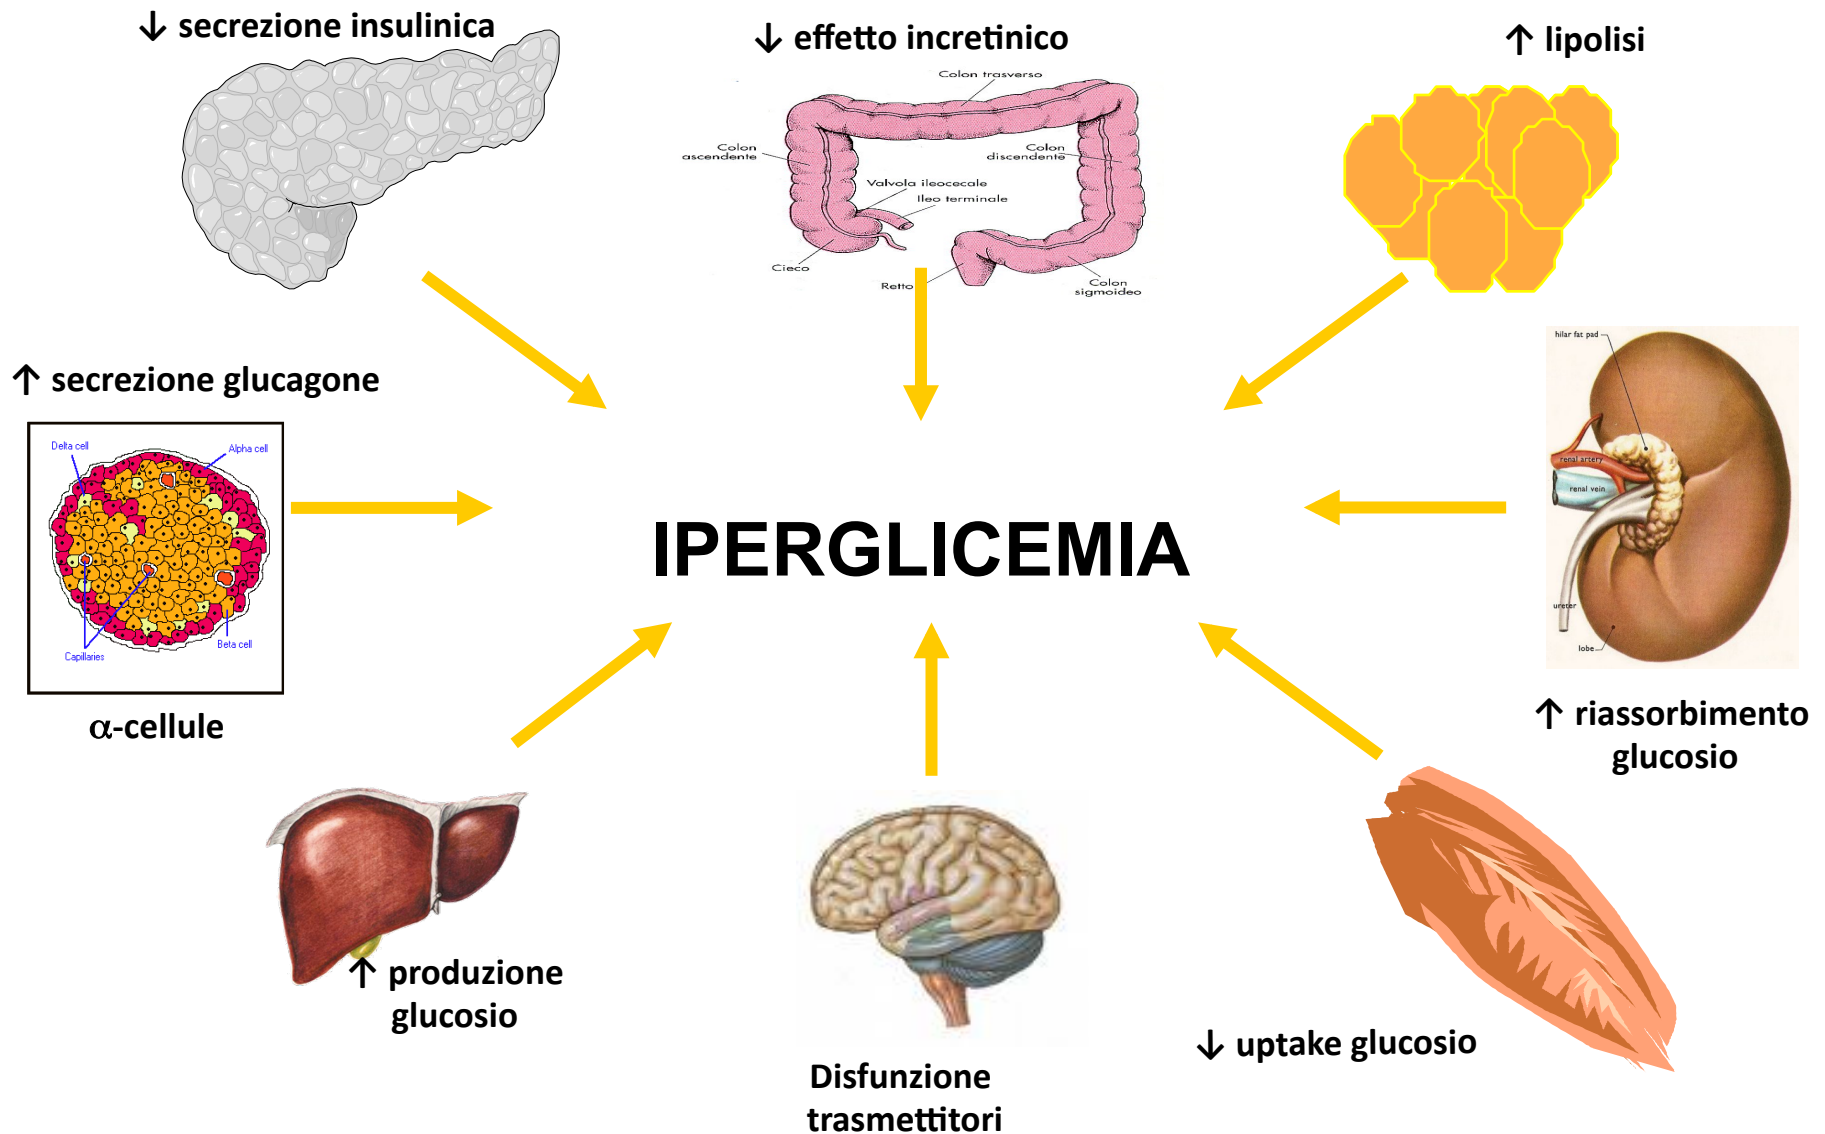 ↓ secrezione insulinica
↓ effetto incretinico
↑ lipolisi
Colon trasverso
Colon
ascendente
Colon
discendente
Valvola ileocecale
Ileo terminale
Cieco
Retto
Colon
sigmoideo
↑ secrezione glucagone
Delta cell
Alpha cell
Capillaries
Beta cell
α-cellule
IPERGLICEMIA
hilar fat pad
renal artery
renal vein
ureter
lobe
↑ riassorbimento
glucosio
↑ produzione
glucosio
Disfunzione
trasmettitori
↓ uptake glucosio